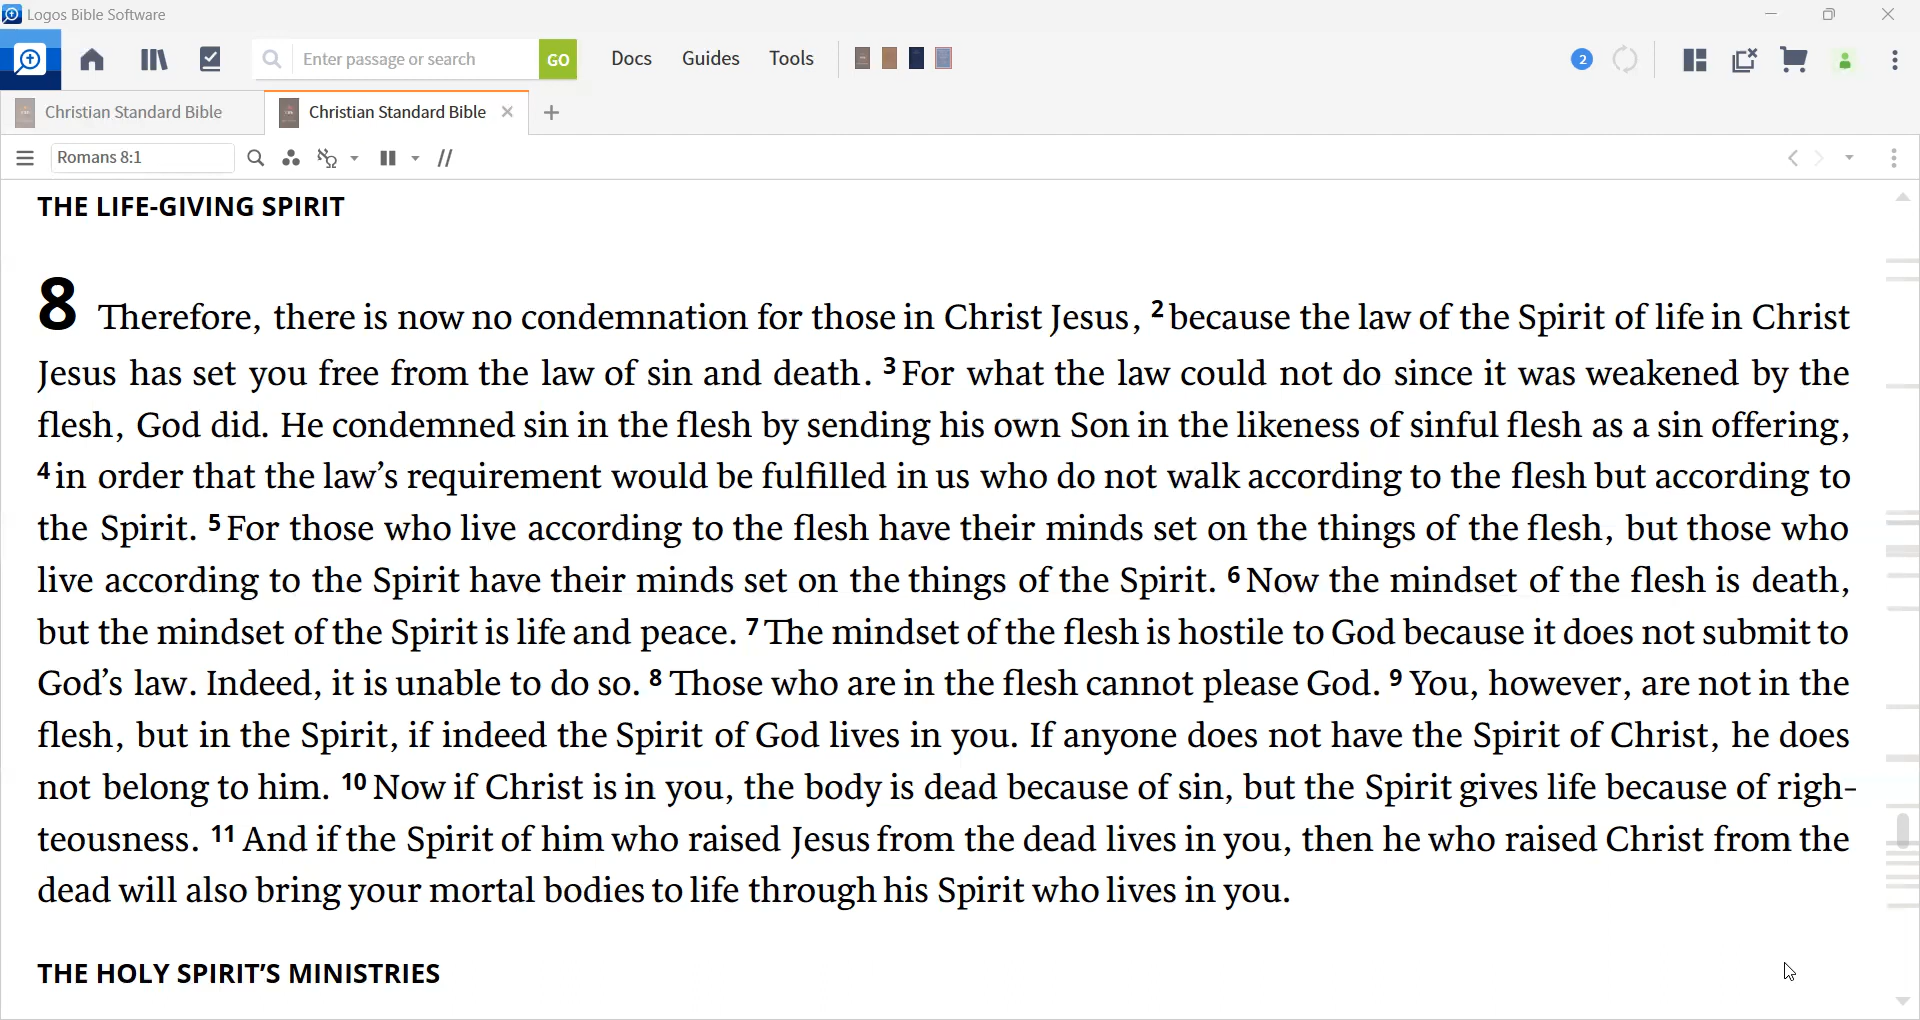 Logos Bible Software
Enter passage or search GO Docs Guides Tools 2
Christian Standard Bible Christian Standard Bible
Romans 8:1
THE LIFE-GIVING SPIRIT
8 Therefore, there is now no condemnation for those in Christ Jesus, 2 because the law of the Spirit of life in Christ
Jesus has set you free from the law of sin and death. 3 For what the law could not do since it was weakened by the
flesh, God did. He condemned sin in the flesh by sending his own Son in the likeness of sinful flesh as a sin offering,
4 in order that the law’s requirement would be fulfilled in us who do not walk according to the flesh but according to
the Spirit. 5 For those who live according to the flesh have their minds set on the things of the flesh, but those who
live according to the Spirit have their minds set on the things of the Spirit. 6 Now the mindset of the flesh is death,
but the mindset of the Spirit is life and peace. 7 The mindset of the flesh is hostile to God because it does not submit to
God’s law. Indeed, it is unable to do so. 8 Those who are in the flesh cannot please God. 9 You, however, are not in the
flesh, but in the Spirit, if indeed the Spirit of God lives in you. If anyone does not have the Spirit of Christ, he does
not belong to him. 10 Now if Christ is in you, the body is dead because of sin, but the Spirit gives life because of righ-
teousness. 11 And if the Spirit of him who raised Jesus from the dead lives in you, then he who raised Christ from the
dead will also bring your mortal bodies to life through his Spirit who lives in you.
THE HOLY SPIRIT’S MINISTRIES